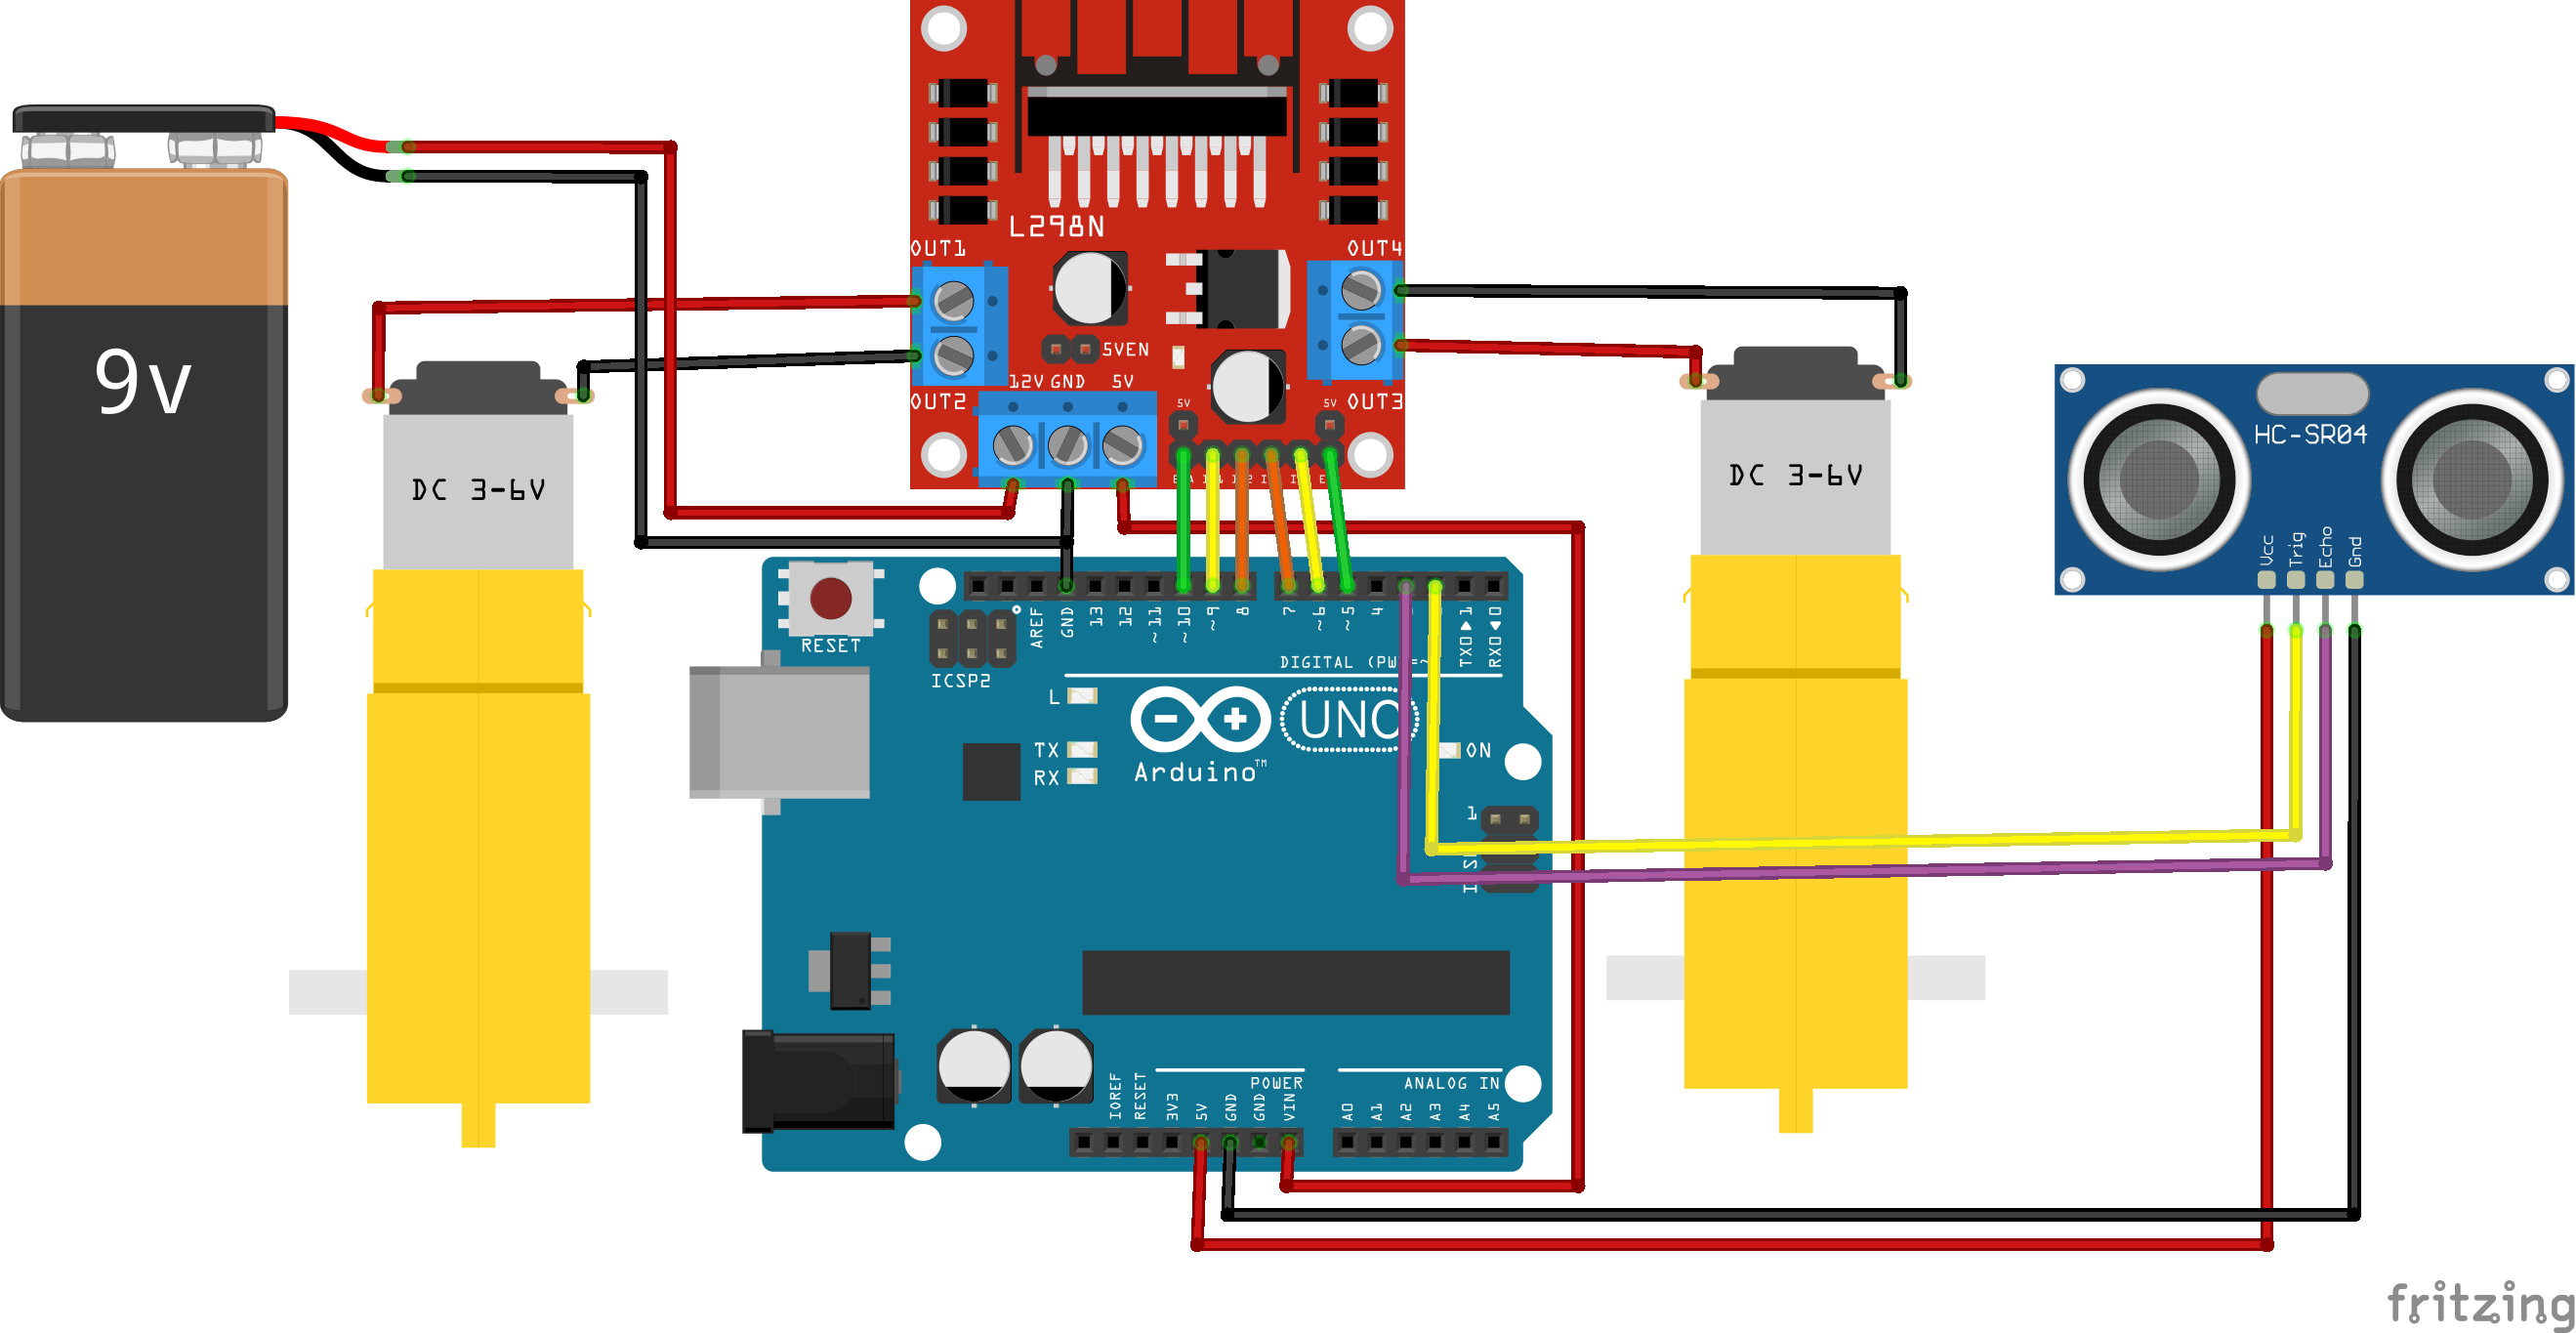 L298N
OUT1
OUT4
5VEN
9v
12V GND 5V
OUT2
5V
5V
OUT3
HC-SR04
DC 3-6V
DC 3-6V
Vcc
Trig
Echo
Gnd
RESET
ICSP2
AREF
GND
13
12
~11
~10
~9
8
7
~6
~5
4
TX0▶1
RX0◀0
DIGITAL
L
TX
RX
UNO
Arduino™
ON
1
IOREF
RESET
3V3
5V
GND
GND
VIN
POWER
ANALOG IN
A0
A1
A2
A3
A4
A5
fritzing